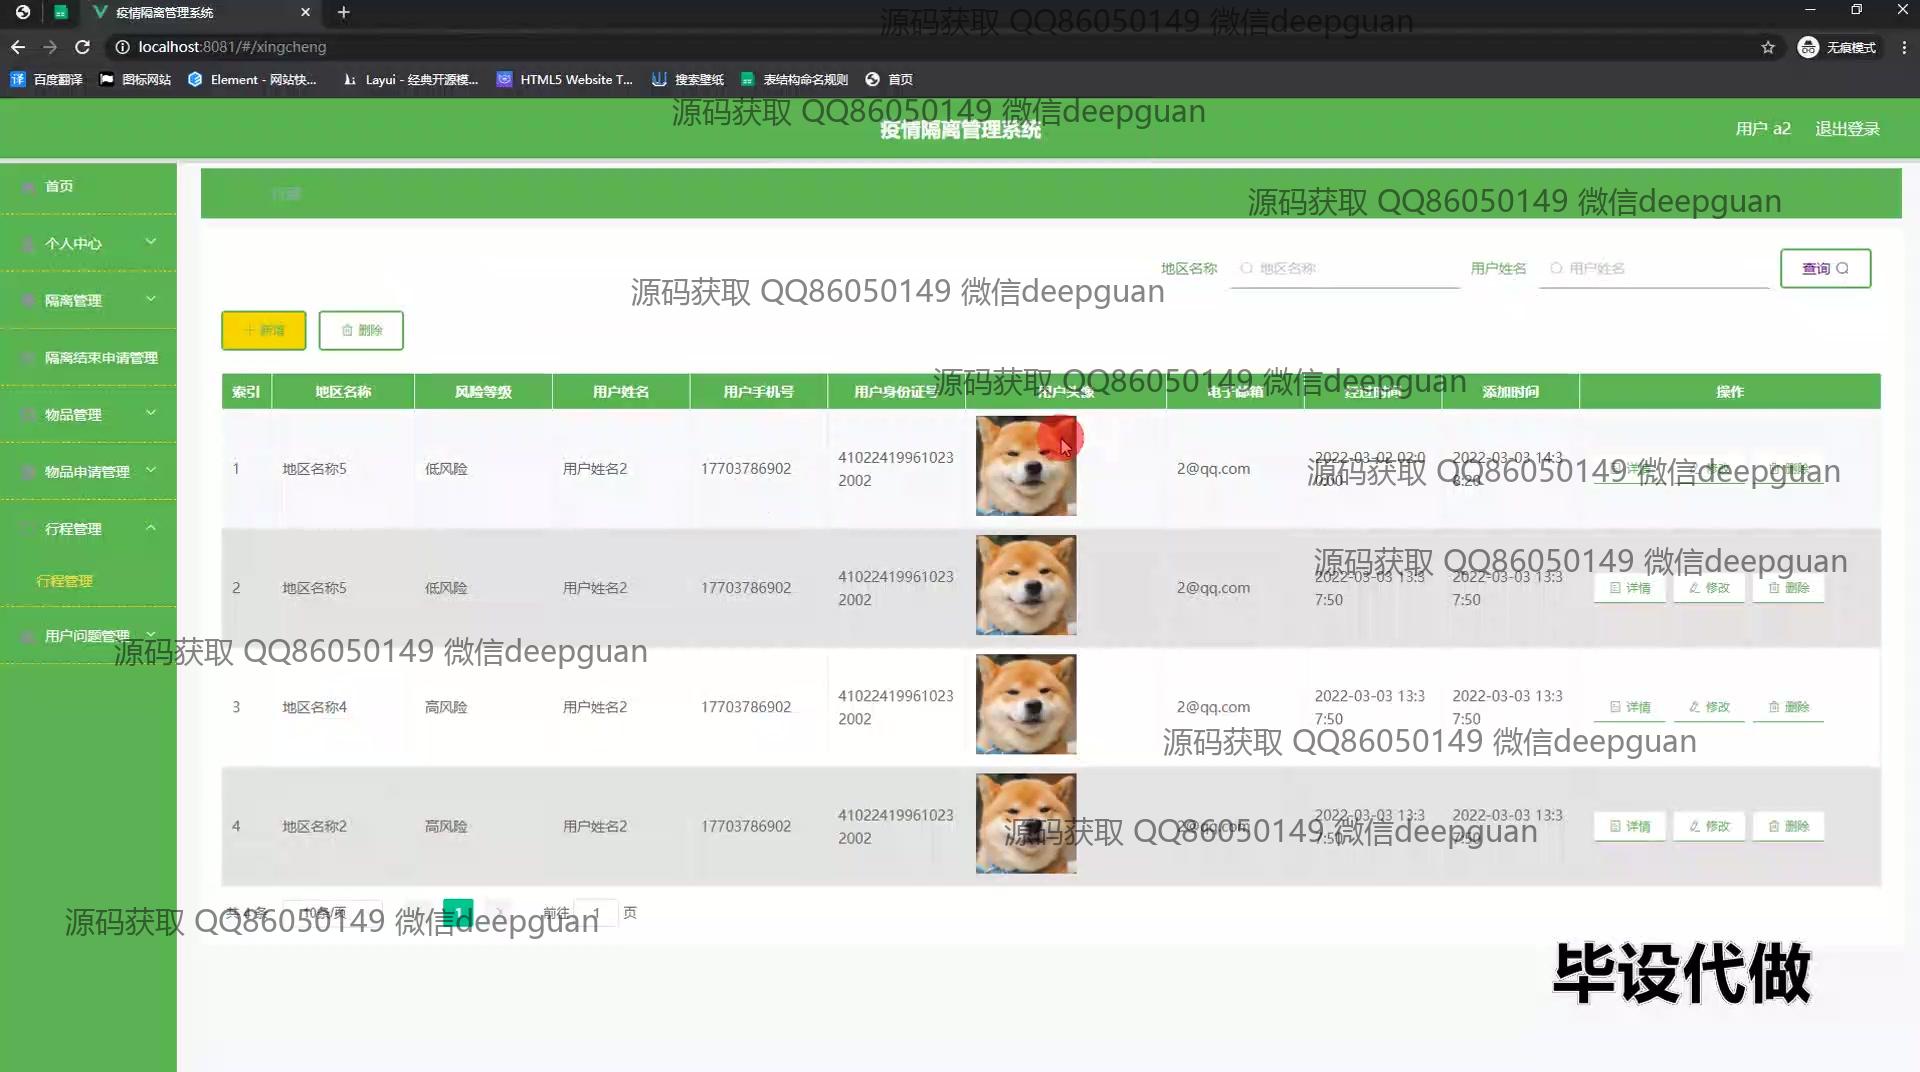 疫情隔离管理系统
localhost:8081/#/xingcheng
无痕模式
百度翻译
图标网站
Element - 网站快...
Layui - 经典开源模...
HTML5 Website T...
搜索壁纸
表结构命名规则
首页
源码获取 QQ86050149 微信deepguan
源码获取 QQ86050149 微信deepguan
疫情隔离管理系统
用户 a2
退出登录
首页
个人中心
隔离管理
隔离结束申请管理
物品管理
物品申请管理
行程管理
行程管理
用户问题管理
源码获取 QQ86050149 微信deepguan
地区名称 地区名称 用户姓名 用户姓名 查询
源码获取 QQ86050149 微信deepguan
新增 删除
源码获取 QQ86050149 微信deepguan
索引 地区名称 风险等级 用户姓名 用户手机号 用户身份证号 用户头像 电子邮箱 经过时间 添加时间 操作
1 地区名称5 低风险 用户姓名2 17703786902 41022419961023 2@qq.com 2022-03-02 02:0 2022-03-03 14:3 详情 修改 删除
2002 0:00 8:20
源码获取 QQ86050149 微信deepguan
源码获取 QQ86050149 微信deepguan
2 地区名称5 低风险 用户姓名2 17703786902 41022419961023 2@qq.com 2022-03-03 13:3 2022-03-03 13:3 详情 修改 删除
2002 7:50 7:50
源码获取 QQ86050149 微信deepguan
3 地区名称4 高风险 用户姓名2 17703786902 41022419961023 2@qq.com 2022-03-03 13:3 2022-03-03 13:3 详情 修改 删除
2002 7:50 7:50
源码获取 QQ86050149 微信deepguan
4 地区名称2 高风险 用户姓名2 17703786902 41022419961023 2@qq.com 2022-03-03 13:3 2022-03-03 13:3 详情 修改 删除
2002 7:50 7:50
源码获取 QQ86050149 微信deepguan
共 4 条 10条/页 1 前往 1 页
源码获取 QQ86050149 微信deepguan
毕设代做